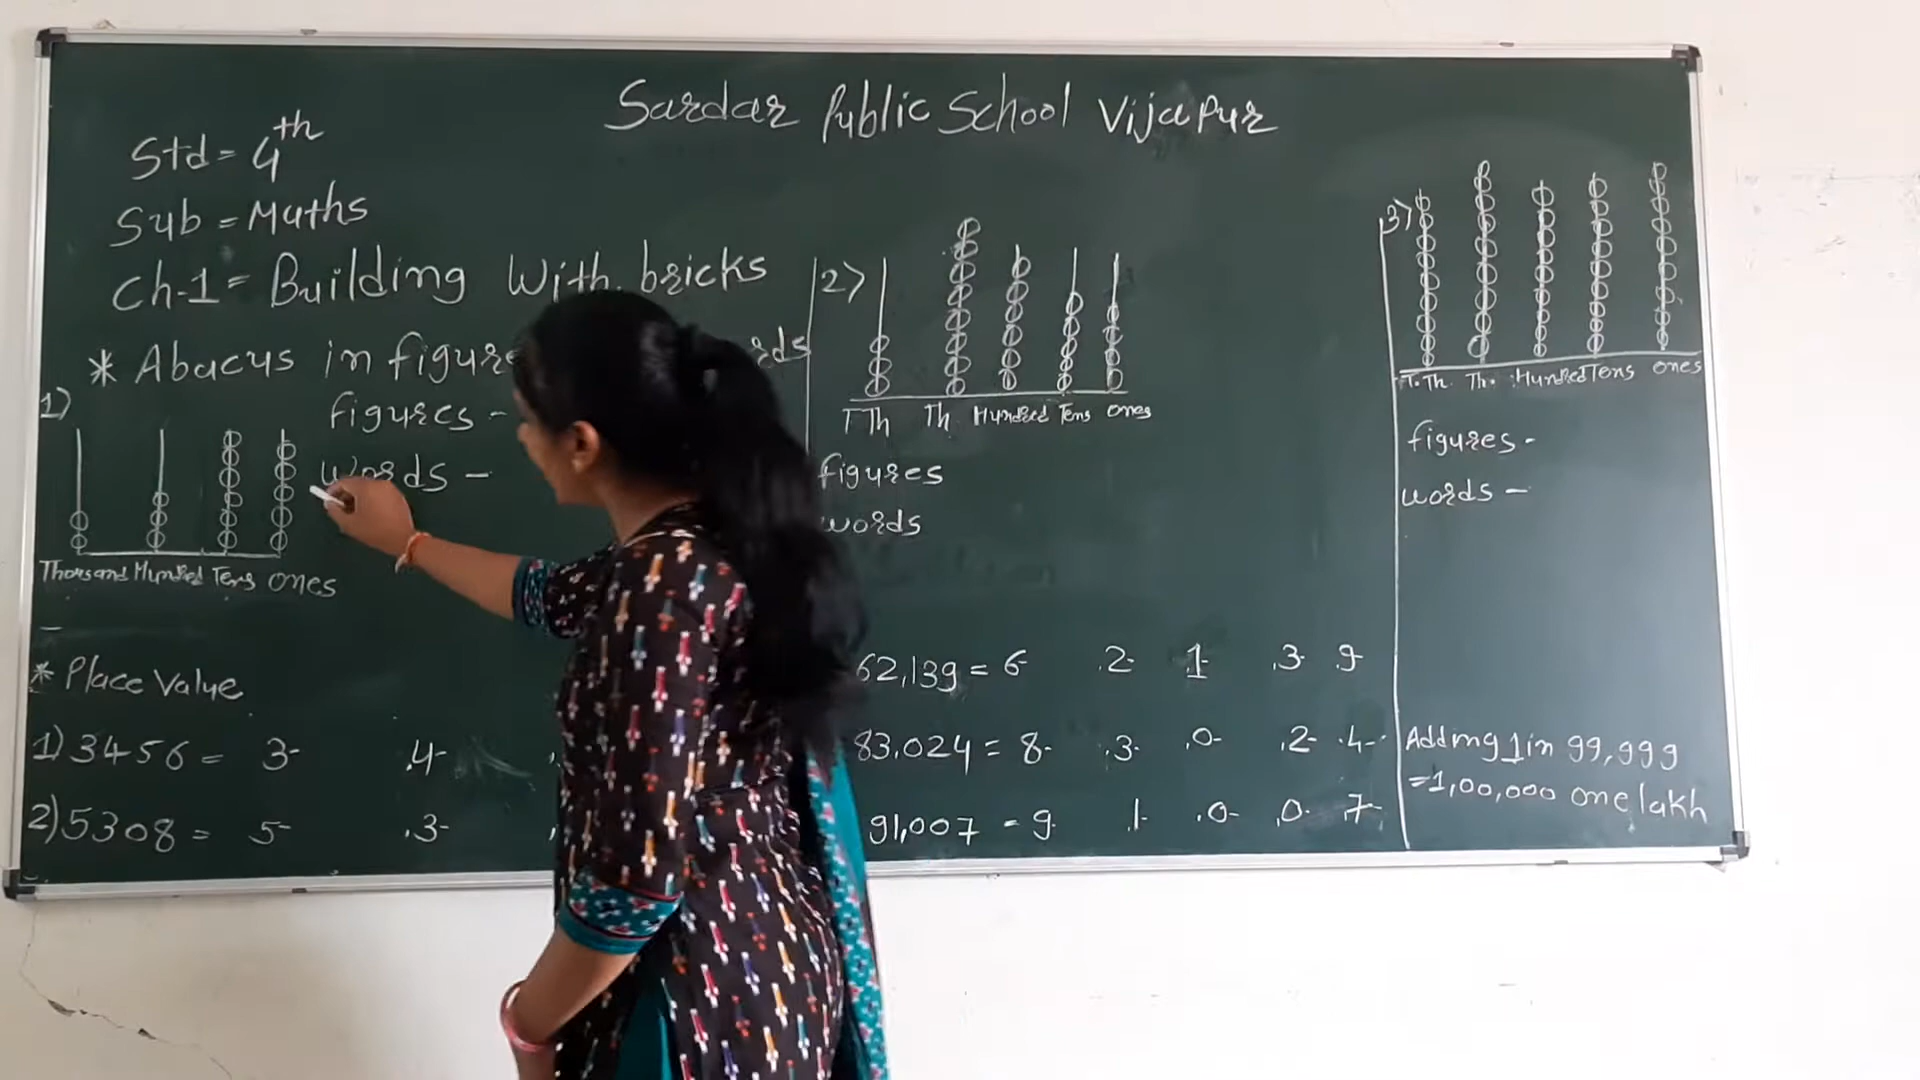 Sardar Public School Vijapur
Std = 4th
Sub = Maths
Ch-1 = Building With bricks
* Abacus in figure
1)
figures -
words -
Thousand Hundred Tens ones
* Place Value
1) 3456 = 3- .4-
2) 5308 = 5- .3-
2)
T Th Th Hundred Tens ones
figures
words
62,139 = 6- .2- 1- .3- 9-
83,024 = 8- .3- .0- .2- .4-
91,007 = 9- 1- .0- .0- 7-
3)
T.Th. Th. Hundred Tens ones
figures -
words -
Adding 1 in 99,999
=1,00,000 one lakh